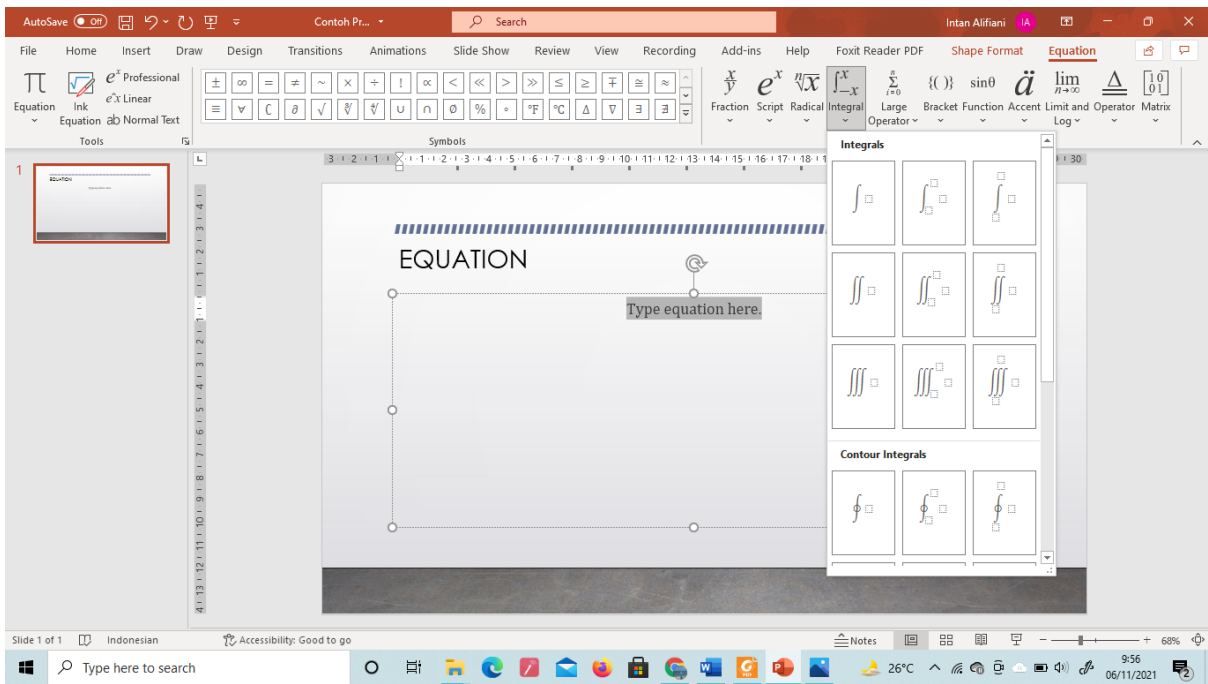 AutoSave Off Contoh Pr... Search Intan Alifiani IA
File Home Insert Draw Design Transitions Animations Slide Show Review View Recording Add-ins Help Foxit Reader PDF Shape Format Equation
Equation
Ink Equation
Professional
Linear
ab Normal Text
± ∞ = ≠ ~ × ÷ ! ∝ < ≪ > ≫ ≤ ≥ ∓ ≅ ≈
≡ ∀ ∁ ∂ √ ∛ ∜ ∪ ∩ ∅ % ° °F °C ∆ ∇ ∃ ∄
Fraction Script Radical Integral Large Operator Bracket Function Accent Limit and Log Operator Matrix
Tools Symbols
Integrals
Contour Integrals
1
EQUATION
Type equation here.
Slide 1 of 1 Indonesian Accessibility: Good to go Notes 68%
Type here to search 26°C 9:56
06/11/2021 2